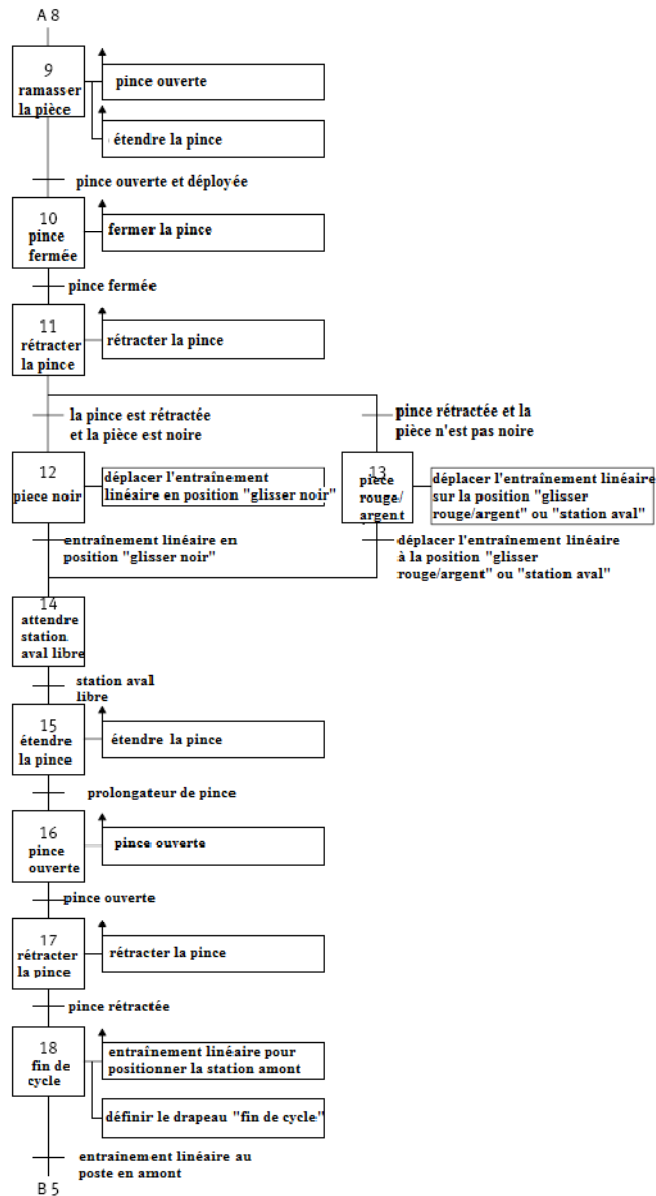 A 8
9
ramasser
la pièce
pince ouverte
étendre la pince
pince ouverte et déployée
10
pince
fermée
fermer la pince
pince fermée
11
rétracter
la pince
rétracter la pince
la pince est rétractée
et la pièce est noire
pince rétractée et la
pièce n'est pas noire
12
piece noir
déplacer l'entraînement
linéaire en position "glisser noir"
13
pièce
rouge/
argent
déplacer l'entraînement linéaire
sur la position "glisser
rouge/argent" ou "station aval"
entraînement linéaire en
position "glisser noir"
déplacer l'entraînement linéaire
à la position "glisser
rouge/argent" ou "station aval"
14
attendre
station
aval libre
station aval
libre
15
étendre
la pince
étendre la pince
prolongateur de pince
16
pince
ouverte
pince ouverte
pince ouverte
17
rétracter
la pince
rétracter la pince
pince rétractée
18
fin de
cycle
entraînement linéaire pour
positionner la station amont
définir le drapeau "fin de cycle"
entraînement linéaire au
poste en amont
B 5